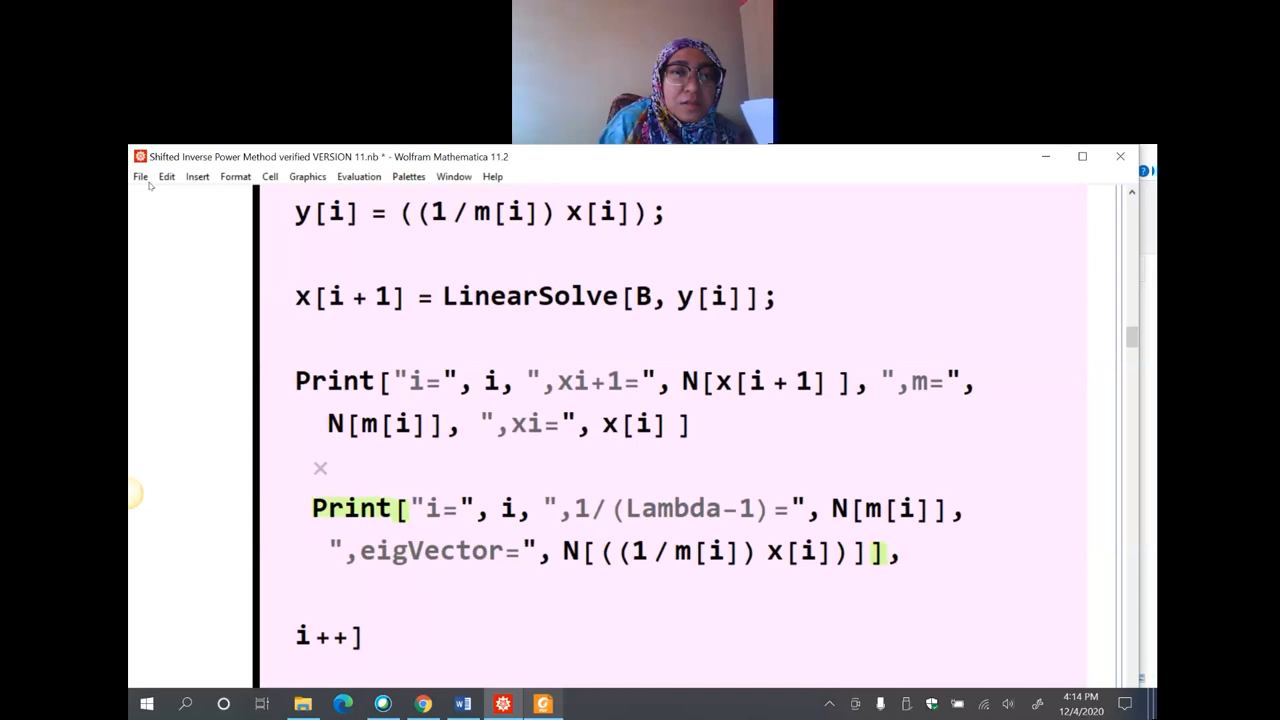 Shifted Inverse Power Method verified VERSION 11.nb * - Wolfram Mathematica 11.2
File Edit Insert Format Graphics Evaluation Palettes Window Help
y[i] = ((1/m[i]) x[i]);
x[i+1] = LinearSolve[B, y[i]];
Print["i=", i, ",xi+1=", N[x[i+1] ], ",m=",
N[m[i]], ",xi=", x[i] ]
×
Print["i=", i, ",1/(Lambda-1)=", N[m[i]],
",eigVector=", N[((1/m[i]) x[i])]],
i++]
4:14 PM
12/4/2020